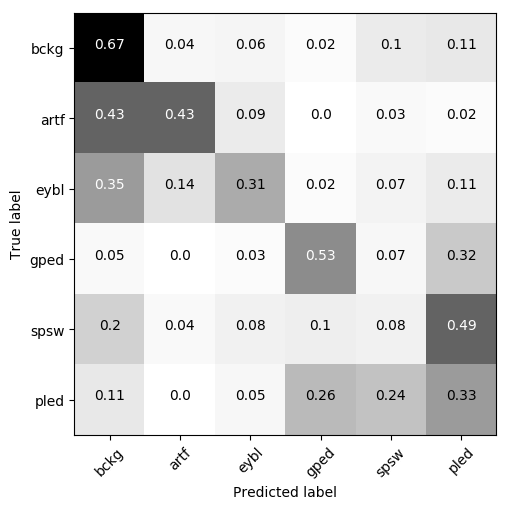 True label
bckg 0.67 0.04 0.06 0.02 0.1 0.11
artf 0.43 0.43 0.09 0.0 0.03 0.02
eybl 0.35 0.14 0.31 0.02 0.07 0.11
gped 0.05 0.0 0.03 0.53 0.07 0.32
spsw 0.2 0.04 0.08 0.1 0.08 0.49
pled 0.11 0.0 0.05 0.26 0.24 0.33
bckg artf eybl gped spsw pled
Predicted label